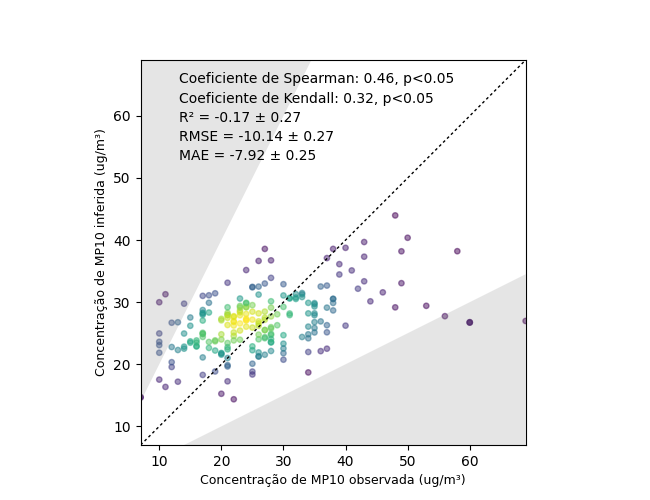 Coeficiente de Spearman: 0.46, p<0.05
Coeficiente de Kendall: 0.32, p<0.05
R² = -0.17 ± 0.27
RMSE = -10.14 ± 0.27
MAE = -7.92 ± 0.25
Concentração de MP10 inferida (ug/m³)
60
50
40
30
20
10
10 20 30 40 50 60
Concentração de MP10 observada (ug/m³)